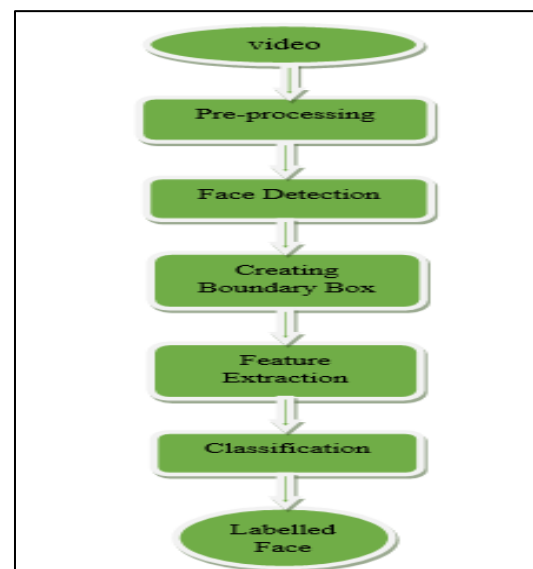 video
Pre-processing
Face Detection
Creating
Boundary Box
Feature
Extraction
Classification
Labelled
Face